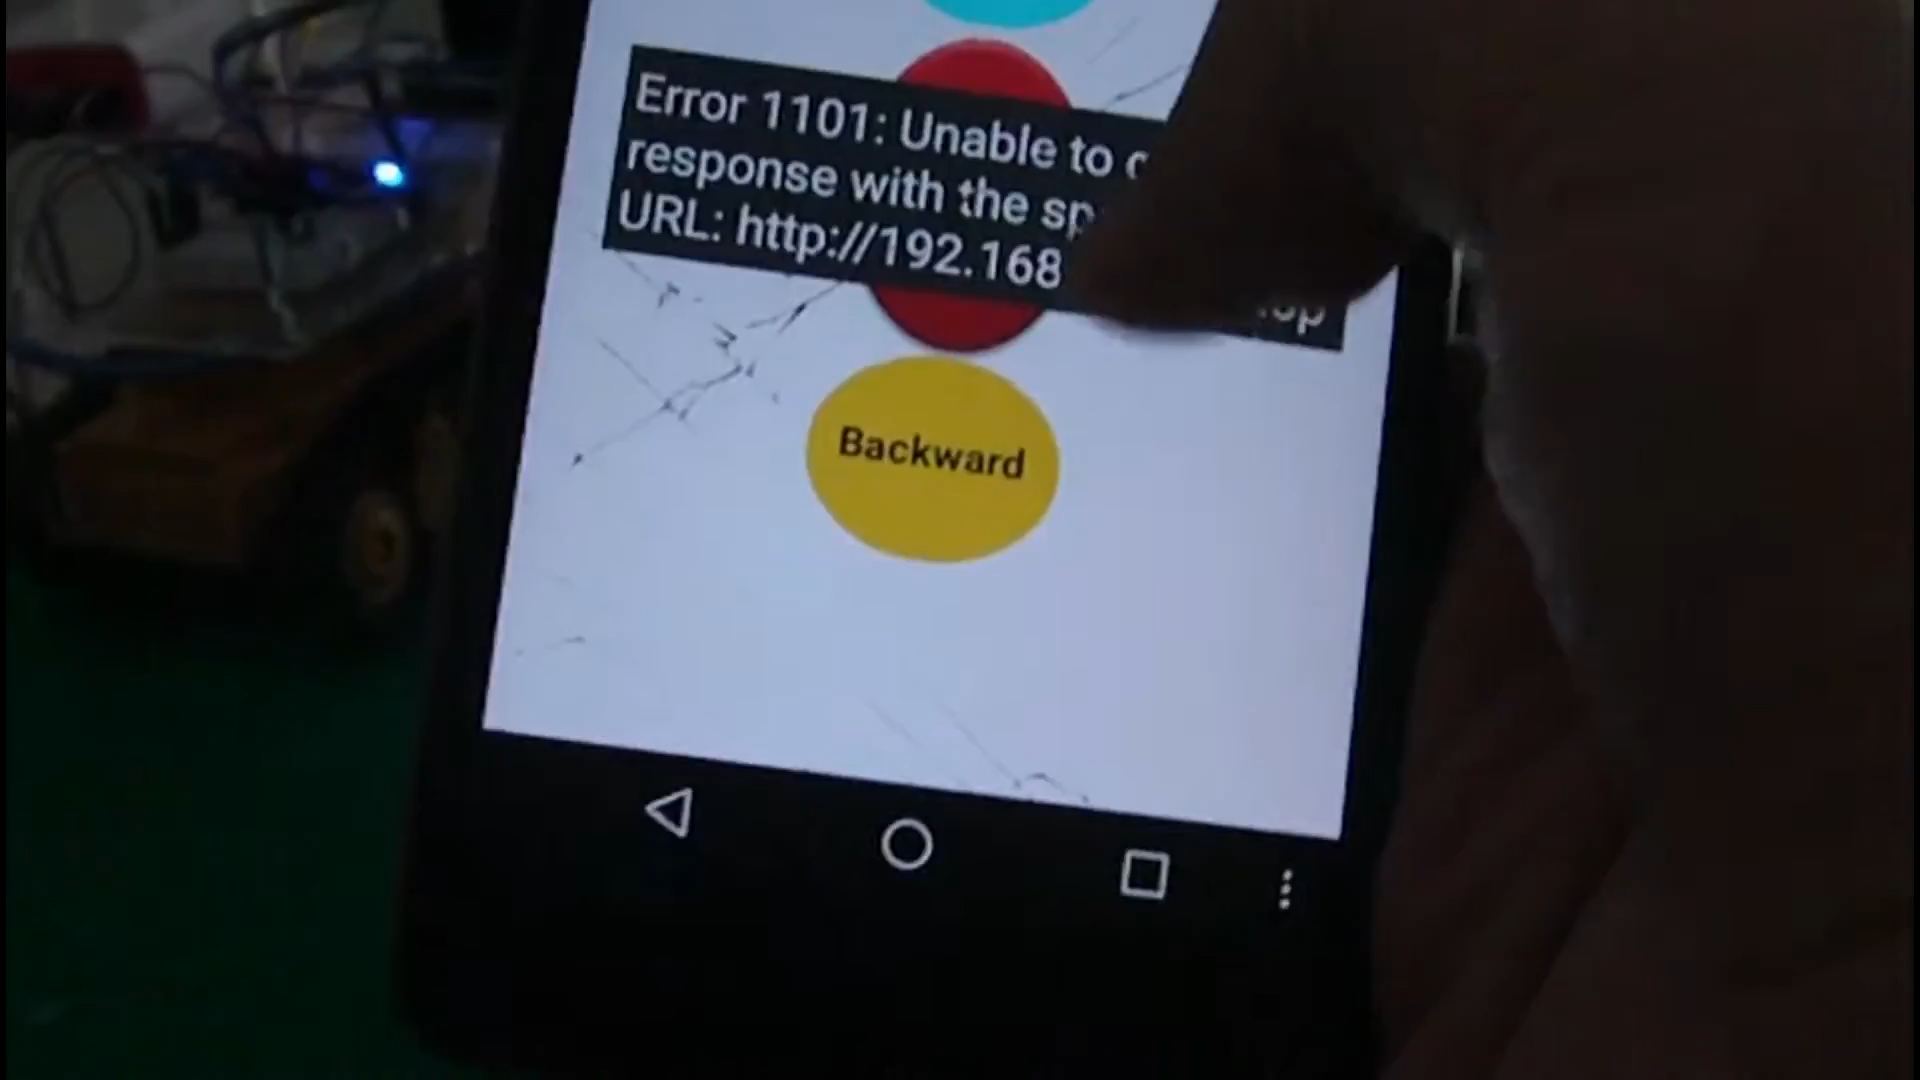 Error 1101: Unable to
response with the
URL: http://192.168
Backward